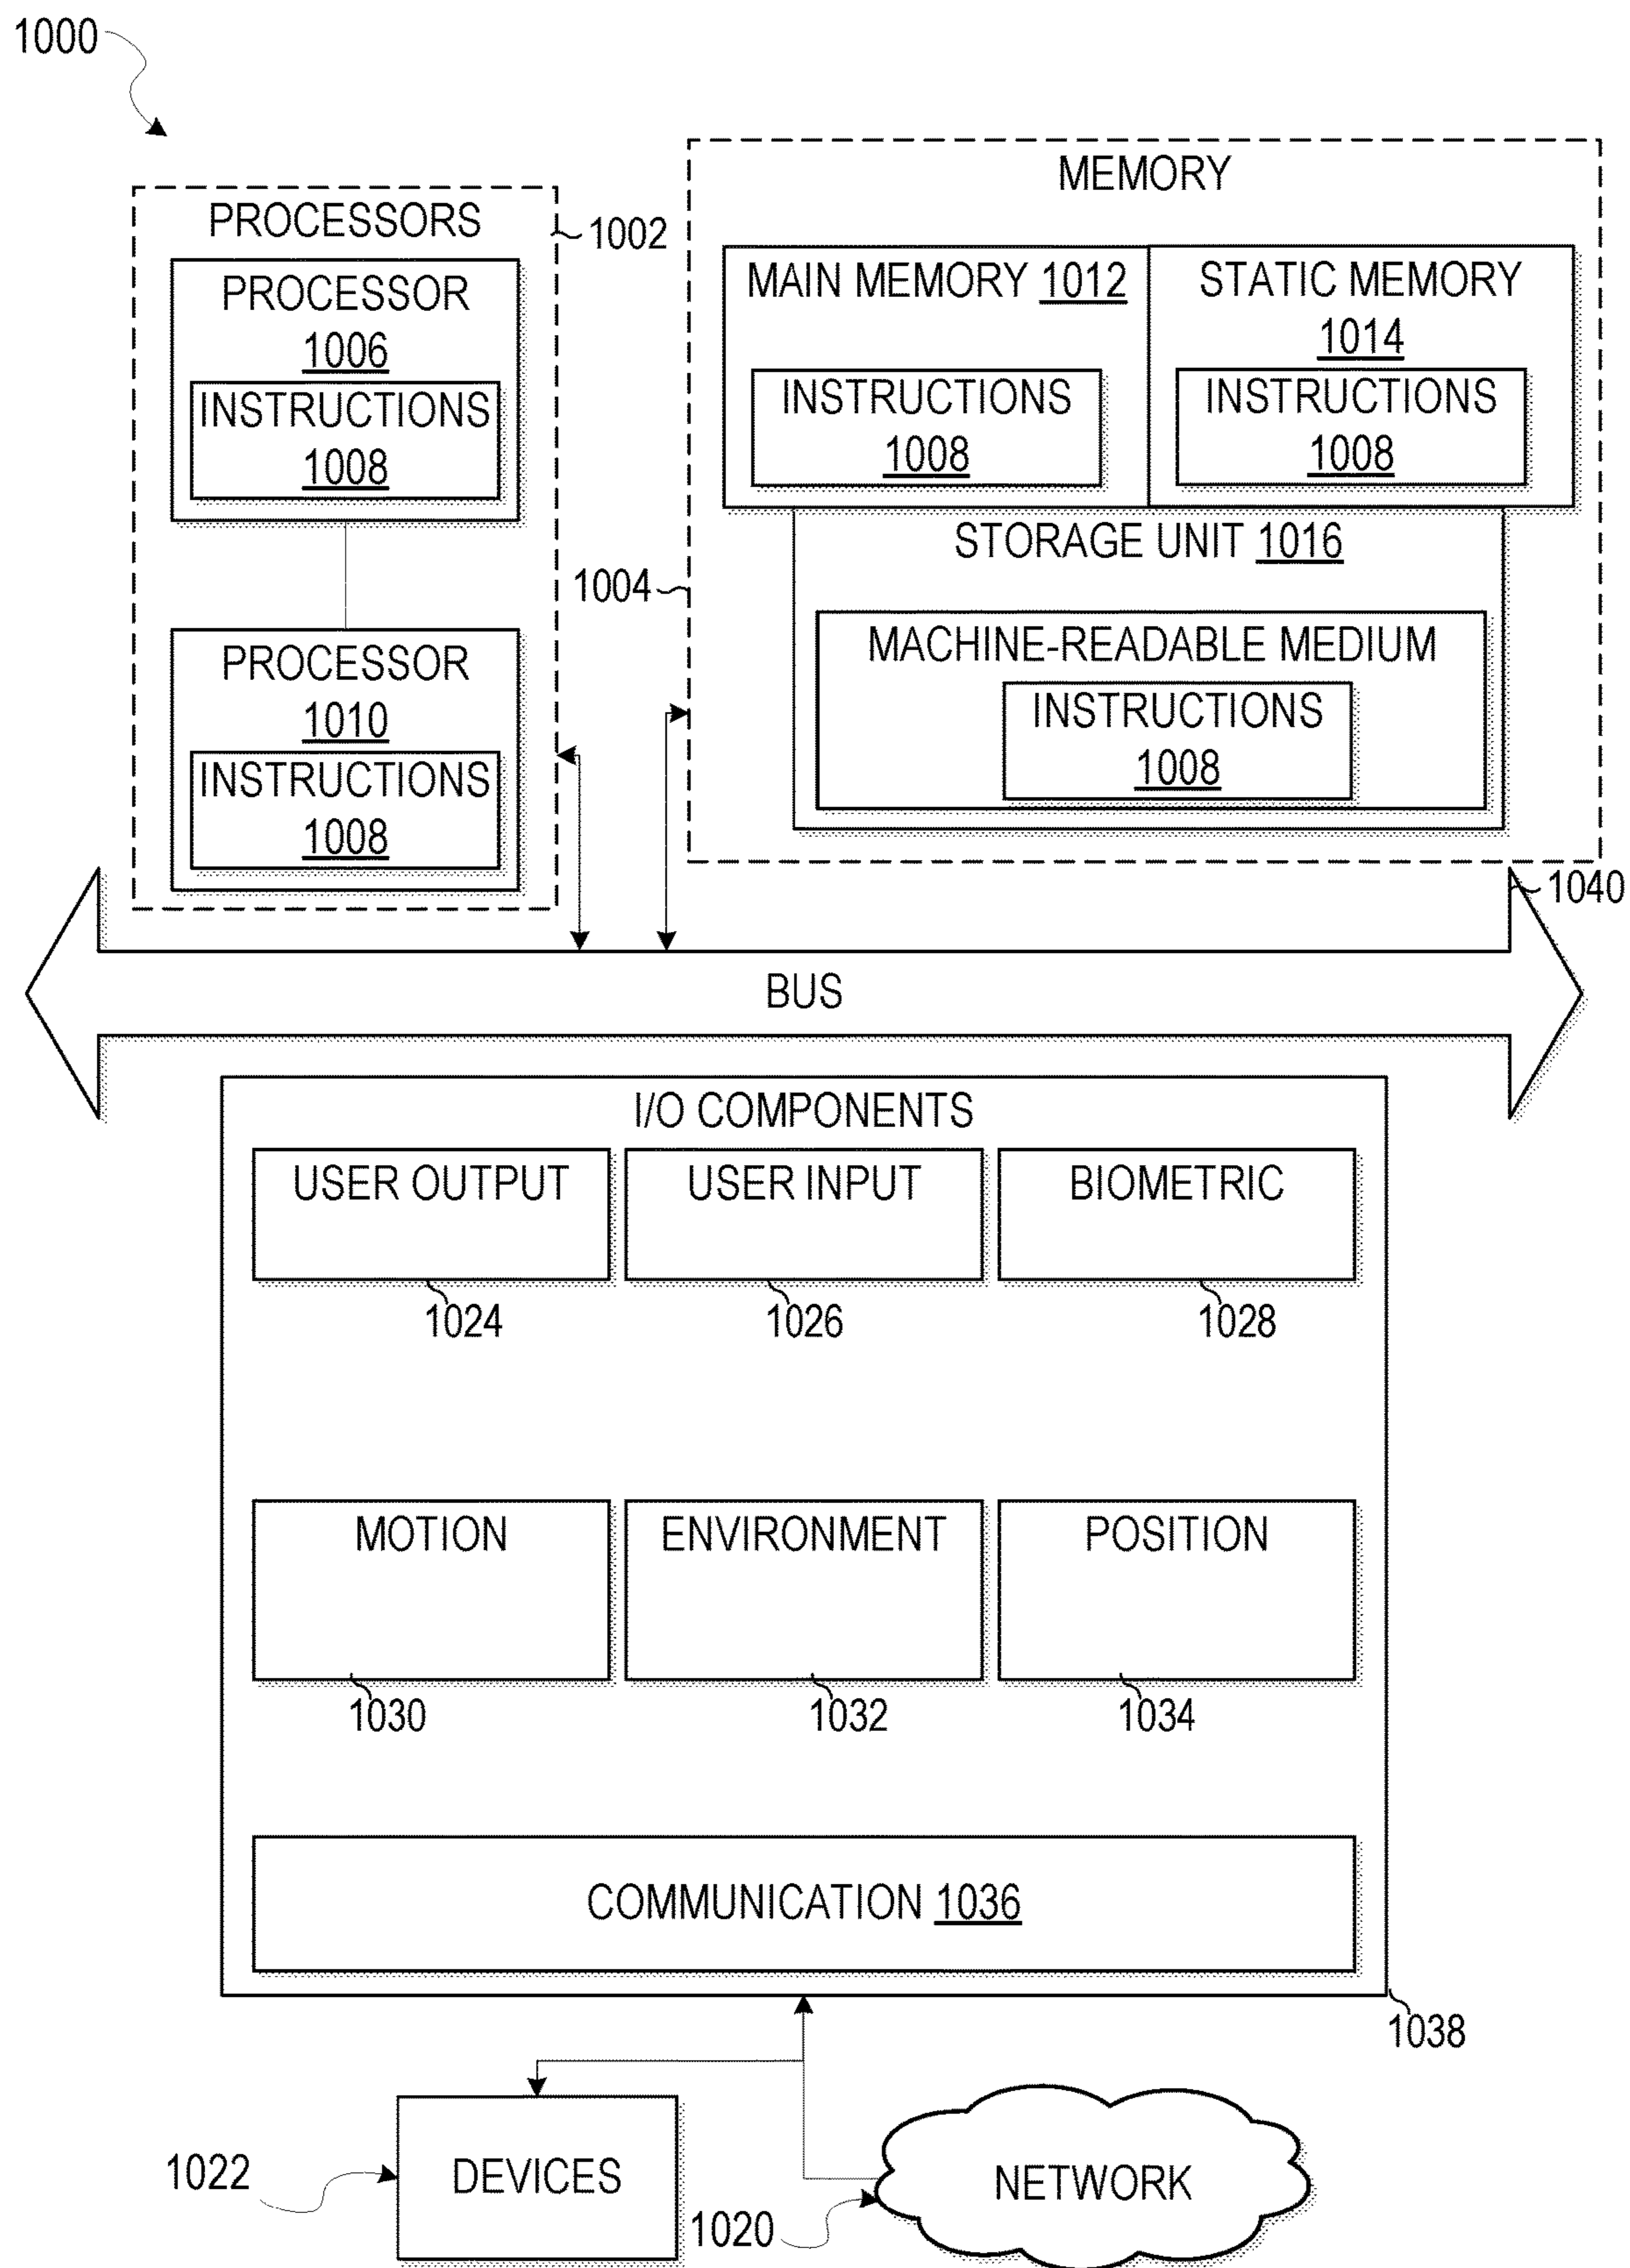 1000
PROCESSORS
1002
PROCESSOR
1006
INSTRUCTIONS
1008
PROCESSOR
1010
INSTRUCTIONS
1008
MEMORY
MAIN MEMORY 1012
INSTRUCTIONS
1008
STATIC MEMORY
1014
INSTRUCTIONS
1008
1004
STORAGE UNIT 1016
MACHINE-READABLE MEDIUM
INSTRUCTIONS
1008
1040
BUS
I/O COMPONENTS
USER OUTPUT
1024
USER INPUT
1026
BIOMETRIC
1028
MOTION
1030
ENVIRONMENT
1032
POSITION
1034
COMMUNICATION 1036
1038
1022
DEVICES
1020
NETWORK